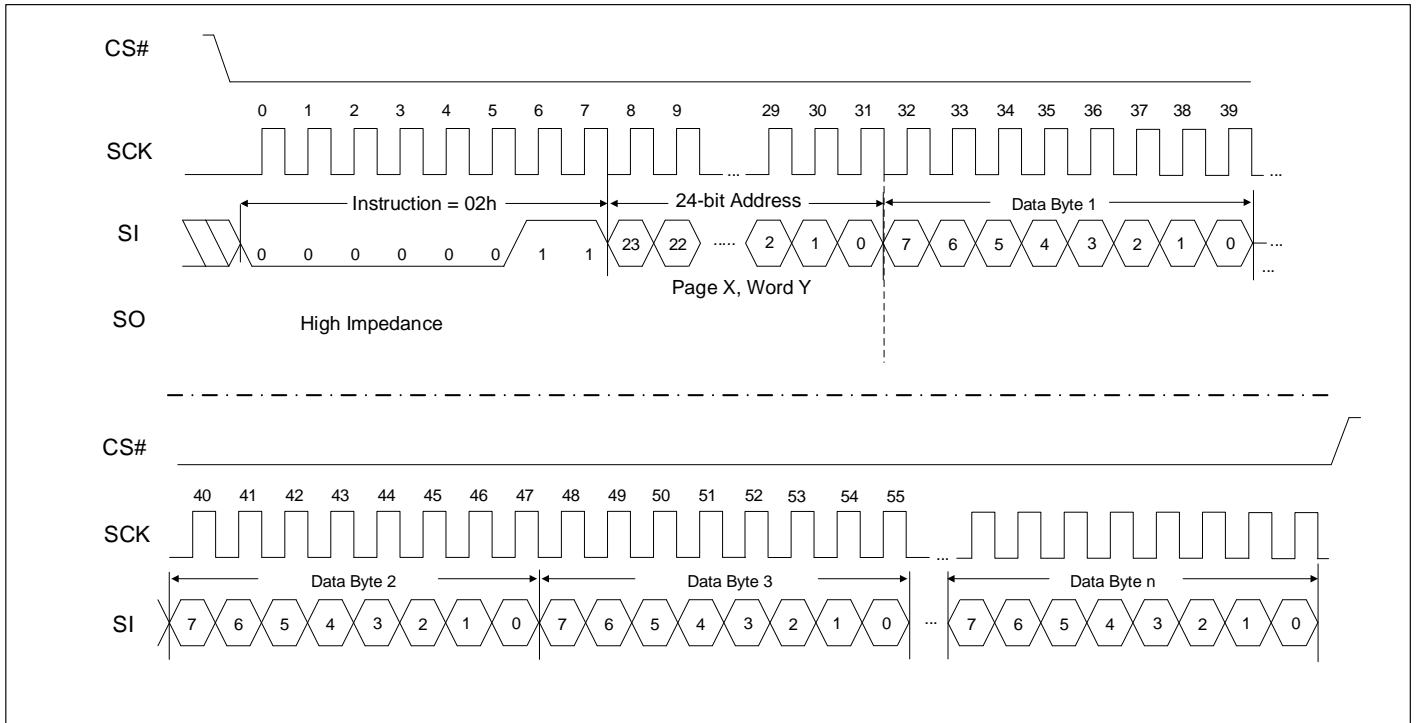 CS#
0 1 2 3 4 5 6 7 8 9 29 30 31 32 33 34 35 36 37 38 39
SCK ... ...
Instruction = 02h 24-bit Address Data Byte 1
SI 0 0 0 0 0 0 1 1 23 22 ..... 2 1 0 7 6 5 4 3 2 1 0 ...
...
Page X, Word Y
SO High Impedance
CS#
40 41 42 43 44 45 46 47 48 49 50 51 52 53 54 55
SCK ...
Data Byte 2 Data Byte 3 Data Byte n
SI 7 6 5 4 3 2 1 0 7 6 5 4 3 2 1 0 ... 7 6 5 4 3 2 1 0